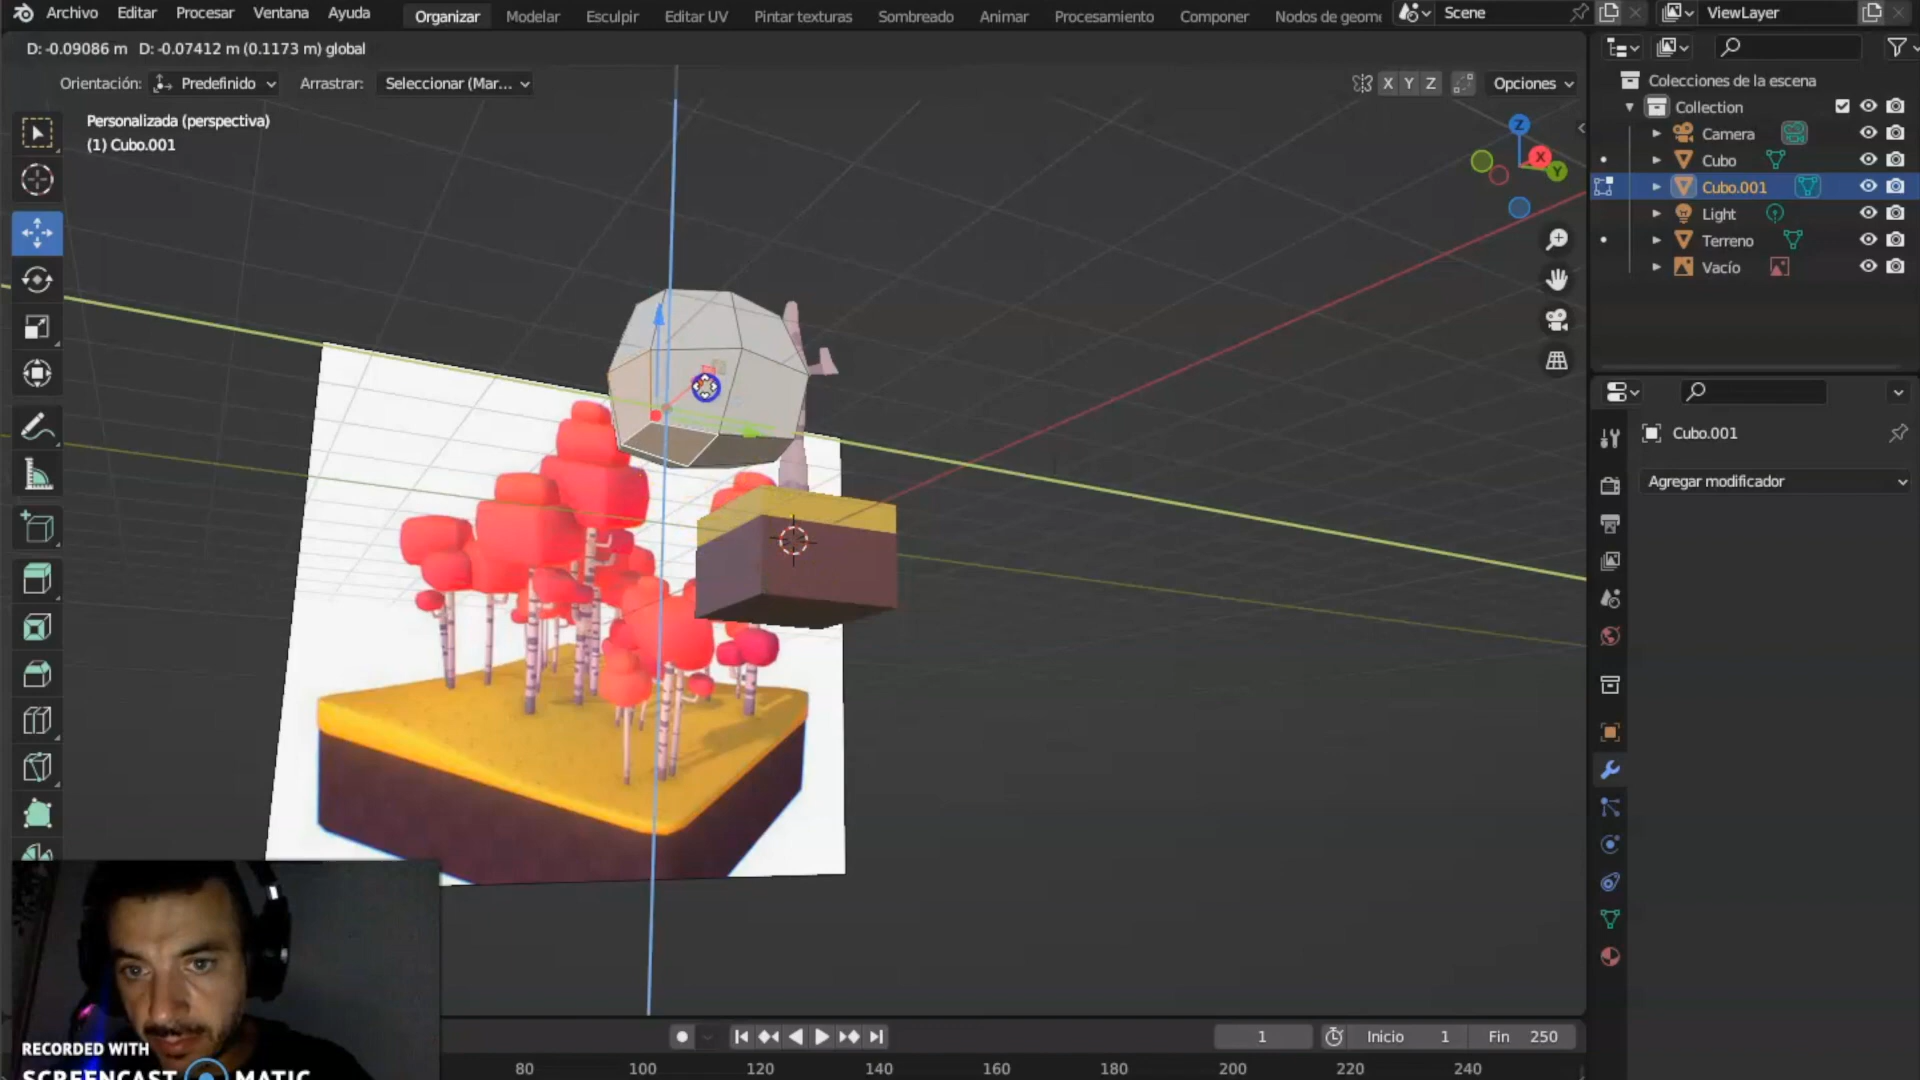 Archivo Editar Procesar Ventana Ayuda Organizar Modelar Esculpir Editar UV Pintar texturas Sombreado Animar Procesamiento Componer Nodos de geom Scene ViewLayer
D: -0.09086 m D: -0.07412 m (0.1173 m) global
Orientación: Predefinido Arrastrar: Seleccionar (Mar... X Y Z Opciones
Personalizada (perspectiva)
(1) Cubo.001
Z
X
Y
Colecciones de la escena
Collection
Camera
Cubo
Cubo.001
Light
Terreno
Vacío
Cubo.001
Agregar modificador
1 Inicio 1 Fin 250
80 100 120 140 160 180 200 220 240
RECORDED WITH
SCREENCAST MATIC